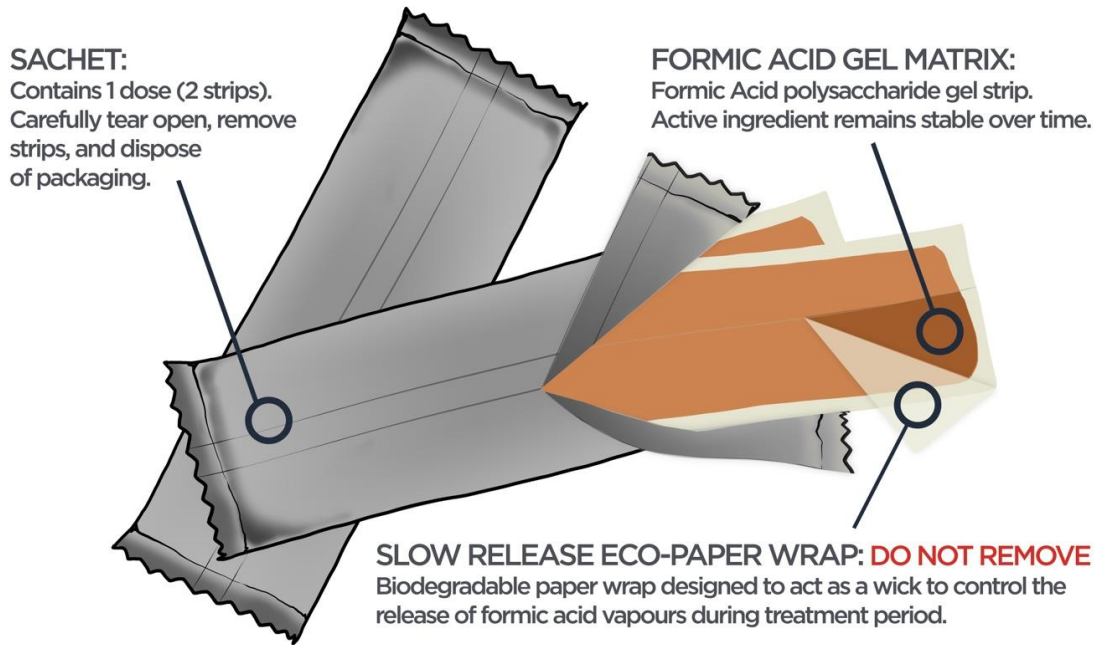 SACHET:
Contains 1 dose (2 strips).
Carefully tear open, remove
strips, and dispose
of packaging.
FORMIC ACID GEL MATRIX:
Formic Acid polysaccharide gel strip.
Active ingredient remains stable over time.
SLOW RELEASE ECO-PAPER WRAP: DO NOT REMOVE
Biodegradable paper wrap designed to act as a wick to control the
release of formic acid vapours during treatment period.